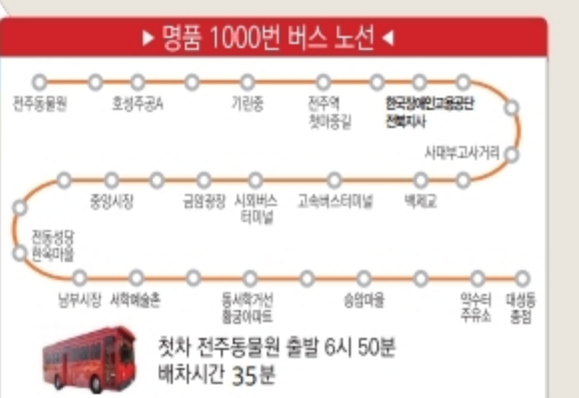 ▶ 명품 1000번 버스 노선 ◀
전주동물원 호성주공A 기린중 전주역 첫마중길 한국장애인고용공단 전북지사
사대부고사거리
중앙시장 금암광장 시외버스 터미널 고속버스터미널 백제교
전동성당
한옥마을
남부시장 서학예술촌 동서학거선 황궁아파트 승암마을 약수터 주유소 대성동 종점
첫차 전주동물원 출발 6시 50분
배차시간 35분